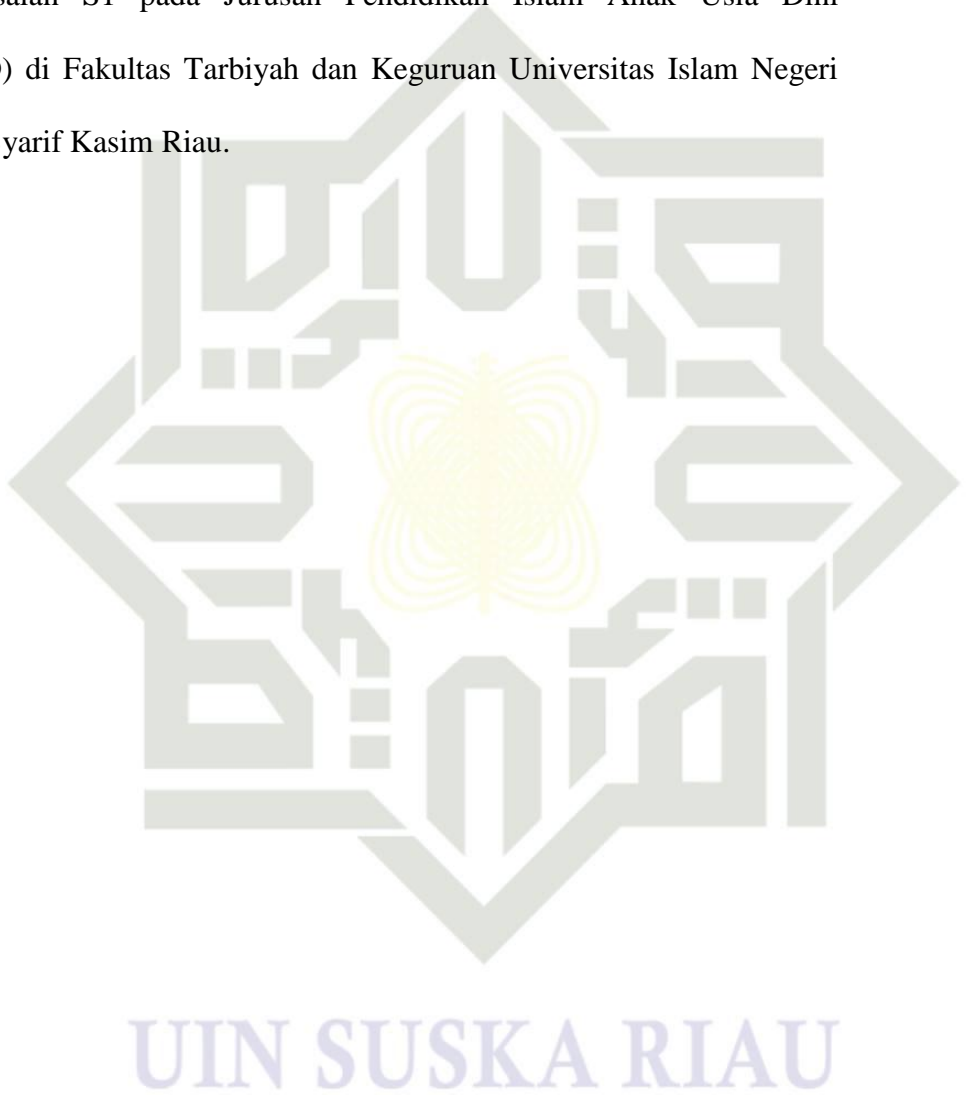 S1 pada Jurusan Pendidikan Islam Anak Usia Dini
) di Fakultas Tarbiyah dan Keguruan Universitas Islam Negeri
yarif Kasim Riau.
UIN SUSKA RIAU